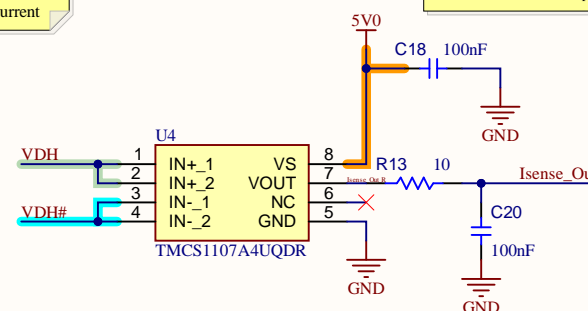 urrent
5V0
C18 100nF
GND
U4
VDH
1 IN+_1 VS 8
2 IN+_2 VOUT 7 Isense_Out_R R13 10 Isense_Ou
3 IN-_1 NC 6
VDH# 4 IN-_2 GND 5
TMCS1107A4UQDR
C20
100nF
GND
GND